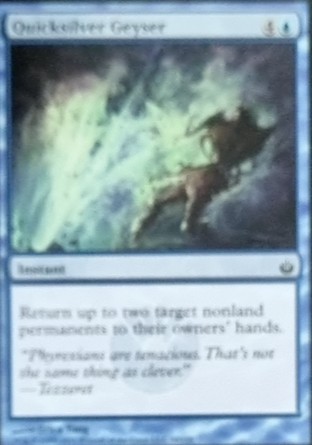 Quicksilver Geyser 4
Instant
Return up to two target nonland
permanents to their owners' hands.
"Phyrexians are tenacious. That's not
the same thing as clever."
—Tezzeret